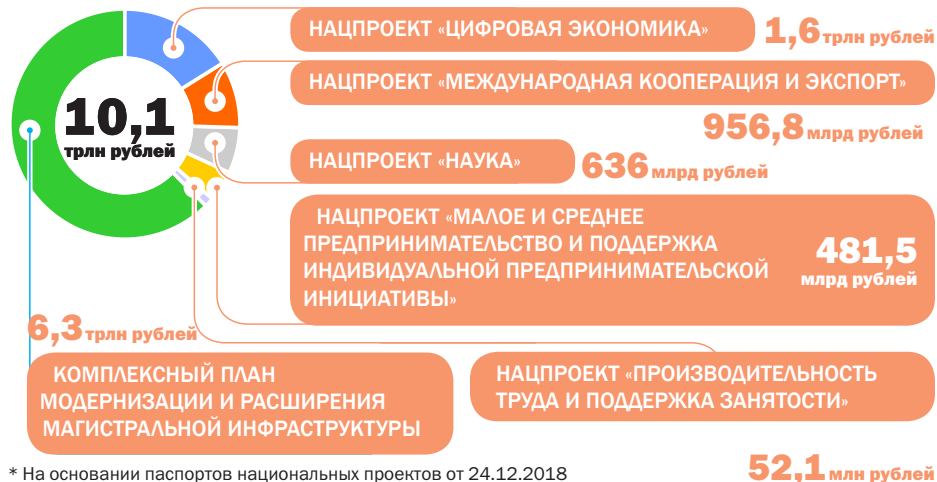 НАЦПРОЕКТ «ЦИФРОВАЯ ЭКОНОМИКА»
1,6 трлн рублей
НАЦПРОЕКТ «МЕЖДУНАРОДНАЯ КООПЕРАЦИЯ И ЭКСПОРТ»
956,8 млрд рублей
10,1
трлн рублей
НАЦПРОЕКТ «НАУКА»
636 млрд рублей
НАЦПРОЕКТ «МАЛОЕ И СРЕДНЕЕ
ПРЕДПРИНИМАТЕЛЬСТВО И ПОДДЕРЖКА
ИНДИВИДУАЛЬНОЙ ПРЕДПРИНИМАТЕЛЬСКОЙ
ИНИЦИАТИВЫ»
481,5
млрд рублей
6,3 трлн рублей
КОМПЛЕКСНЫЙ ПЛАН
МОДЕРНИЗАЦИИ И РАСШИРЕНИЯ
МАГИСТРАЛЬНОЙ ИНФРАСТРУКТУРЫ
НАЦПРОЕКТ «ПРОИЗВОДИТЕЛЬНОСТЬ
ТРУДА И ПОДДЕРЖКА ЗАНЯТОСТИ»
52,1 млн рублей
* На основании паспортов национальных проектов от 24.12.2018